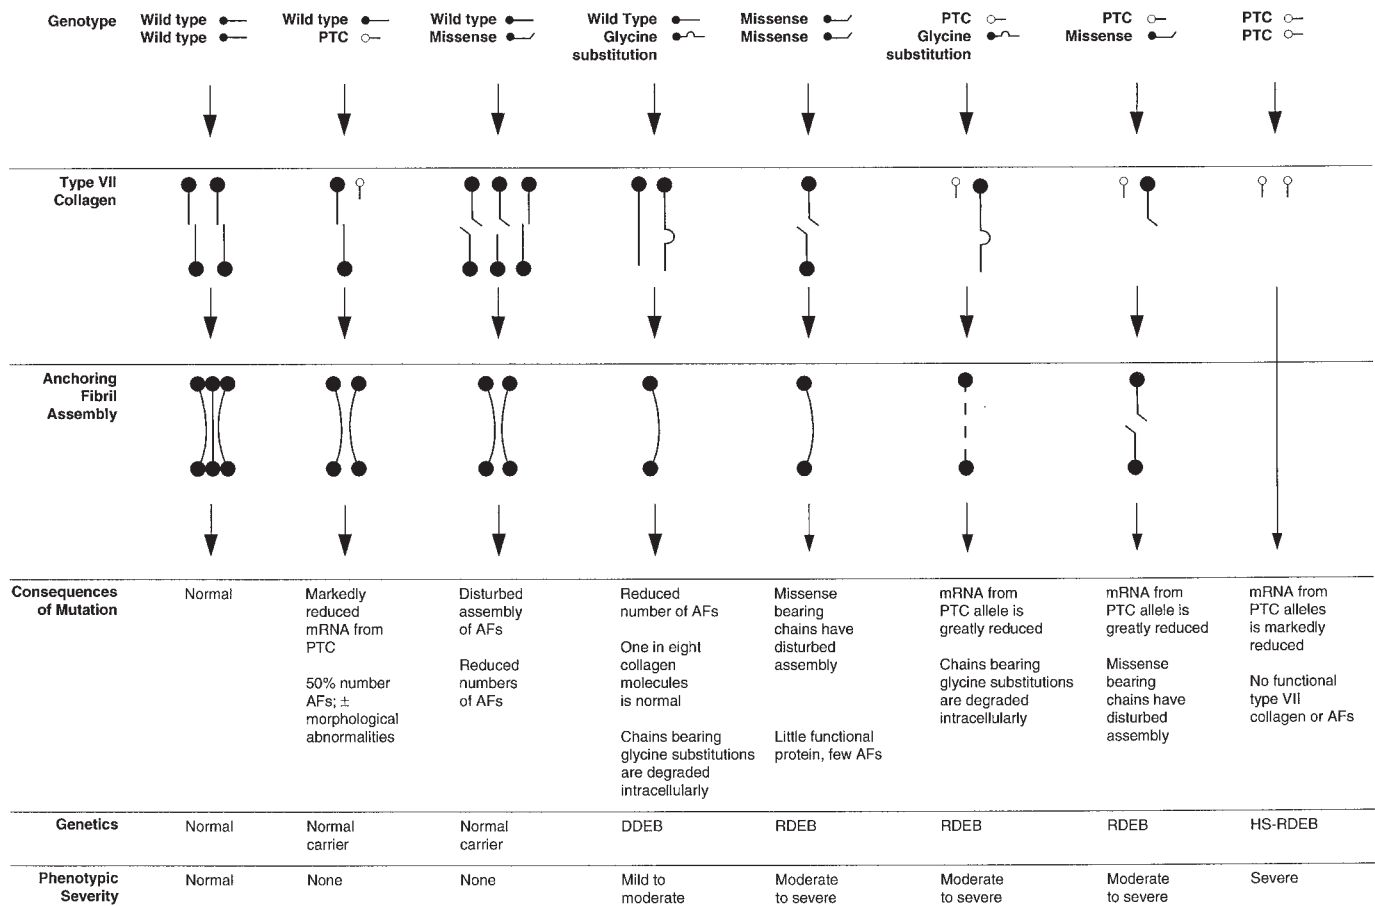 Genotype
Wild type
Wild type
Wild type
PTC
Wild type
Missense
Wild Type
Glycine
substitution
Missense
Missense
PTC
Glycine
substitution
PTC
Missense
PTC
PTC
Type VII
Collagen
Anchoring
Fibril
Assembly
Consequences
of Mutation
Normal
Markedly
reduced
mRNA from
PTC
50% number
AFs; ±
morphological
abnormalities
Disturbed
assembly
of AFs
Reduced
numbers
of AFs
Reduced
number of AFs
One in eight
collagen
molecules
is normal
Chains bearing
glycine substitutions
are degraded
intracellularly
Missense
bearing
chains have
disturbed
assembly
Little functional
protein, few AFs
mRNA from
PTC allele is
greatly reduced
Chains bearing
glycine substitutions
are degraded
intracellularly
mRNA from
PTC allele is
greatly reduced
Missense
bearing
chains have
disturbed
assembly
mRNA from
PTC alleles
is markedly
reduced
No functional
type VII
collagen or AFs
Genetics
Normal
Normal
carrier
Normal
carrier
DDEB
RDEB
RDEB
RDEB
HS-RDEB
Phenotypic
Severity
Normal
None
None
Mild to
moderate
Moderate
to severe
Moderate
to severe
Moderate
to severe
Severe